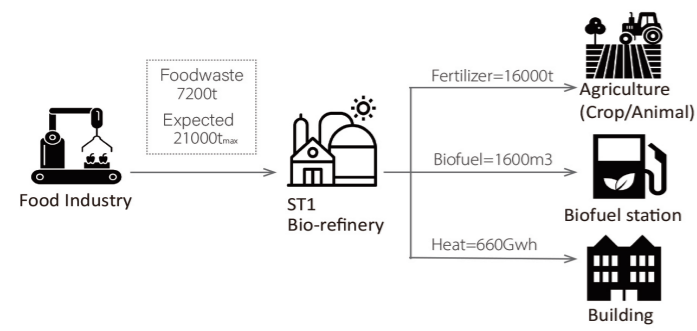 Foodwaste
7200t
Expected
21000tmax
Food Industry
ST1
Bio-refinery
Fertilizer=16000t
Agriculture
(Crop/Animal)
Biofuel=1600m3
Biofuel station
Heat=660Gwh
Building